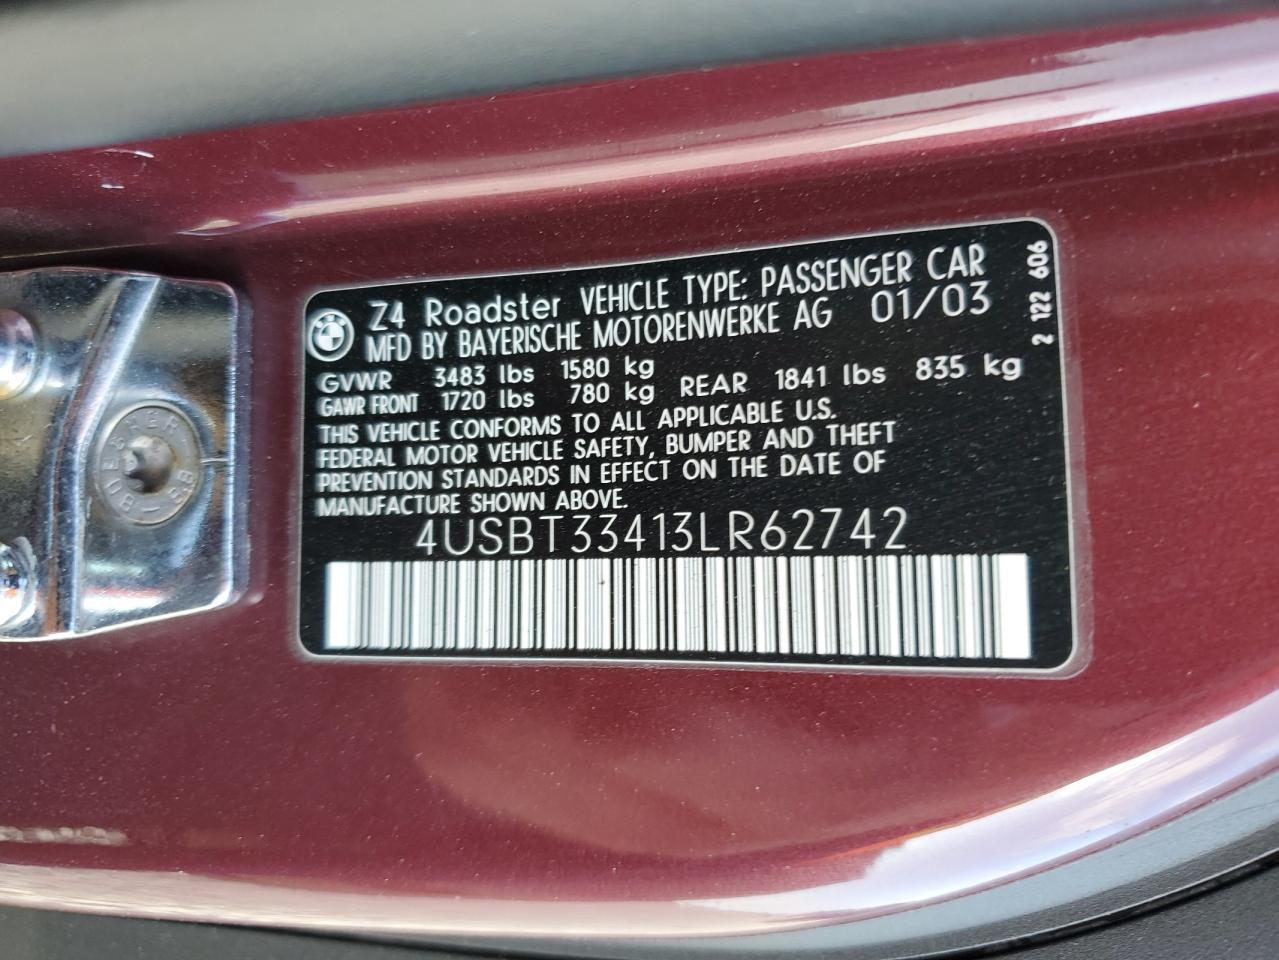 Z4 Roadster VEHICLE TYPE: PASSENGER CAR
MFD BY BAYERISCHE MOTORENWERKE AG 01/03
GVWR 3483 lbs 1580 kg
GAWR FRONT 1720 lbs 780 kg REAR 1841 lbs 835 kg
THIS VEHICLE CONFORMS TO ALL APPLICABLE U.S.
FEDERAL MOTOR VEHICLE SAFETY, BUMPER AND THEFT
PREVENTION STANDARDS IN EFFECT ON THE DATE OF
MANUFACTURE SHOWN ABOVE.
4USBT33413LR62742
2 122 606